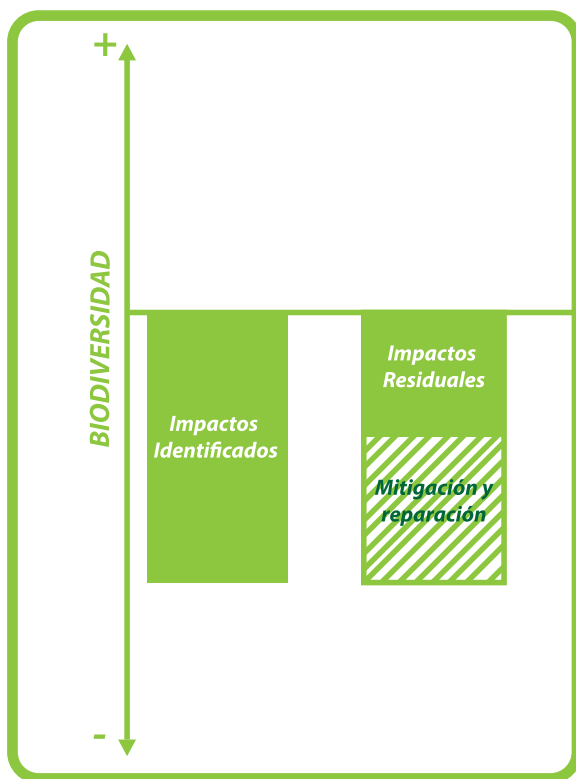 +
BIODIVERSIDAD
Impactos
Identificados
Impactos
Residuales
Mitigación y
reparación
-